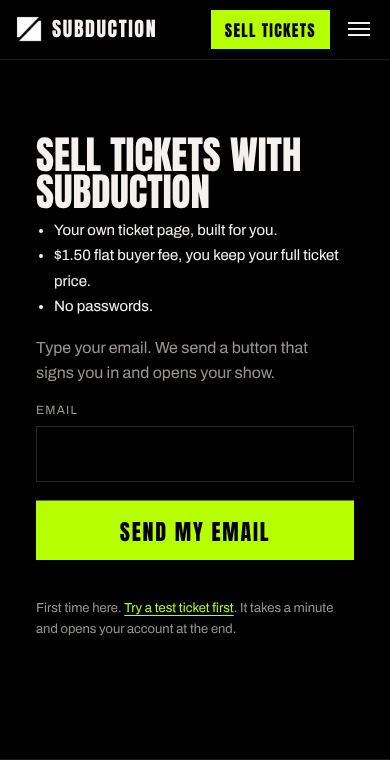 SUBDUCTION
SELL TICKETS
SELL TICKETS WITH
SUBDUCTION
• Your own ticket page, built for you.
• $1.50 flat buyer fee, you keep your full ticket
price.
• No passwords.
Type your email. We send a button that
signs you in and opens your show.
EMAIL
SEND MY EMAIL
First time here. Try a test ticket first. It takes a minute
and opens your account at the end.